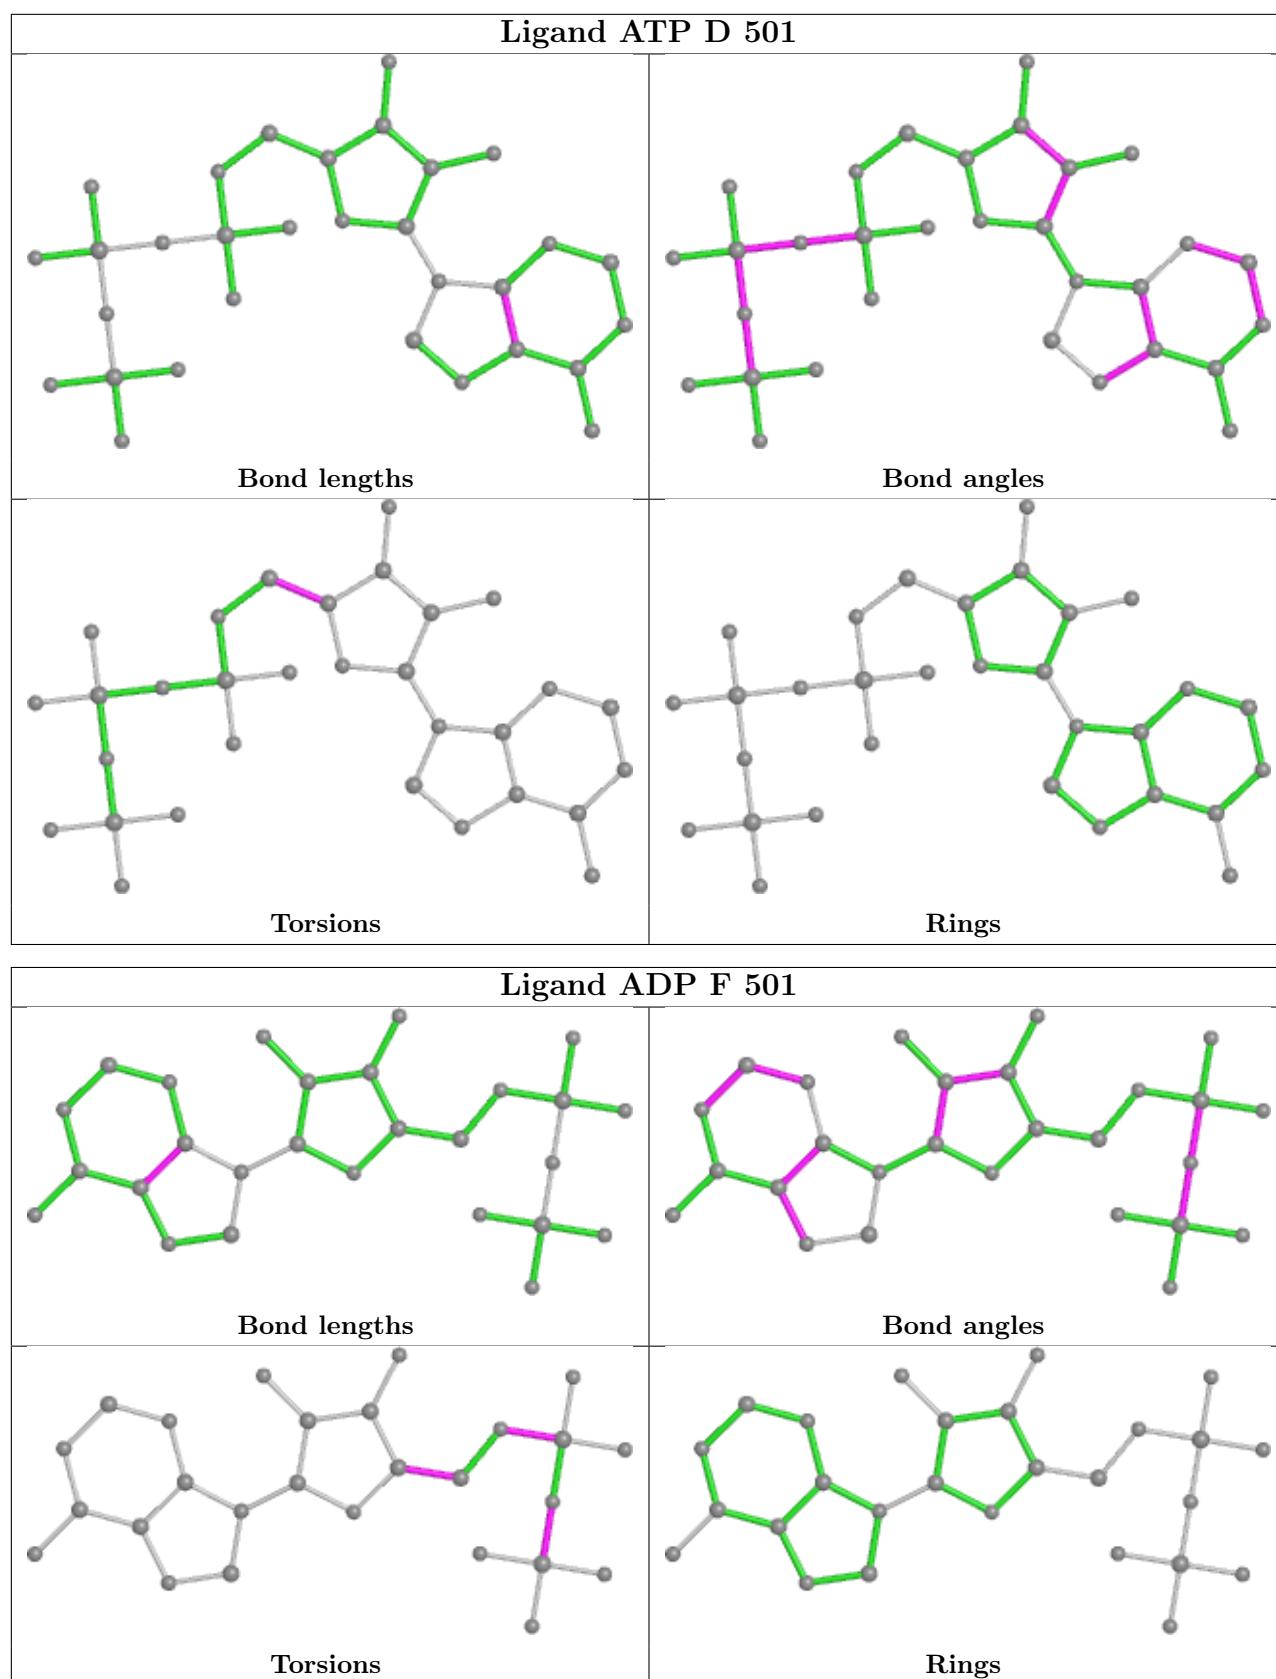 Ligand ATP D 501
Bond lengths
Bond angles
Torsions
Rings
Ligand ADP F 501
Bond lengths
Bond angles
Torsions
Rings